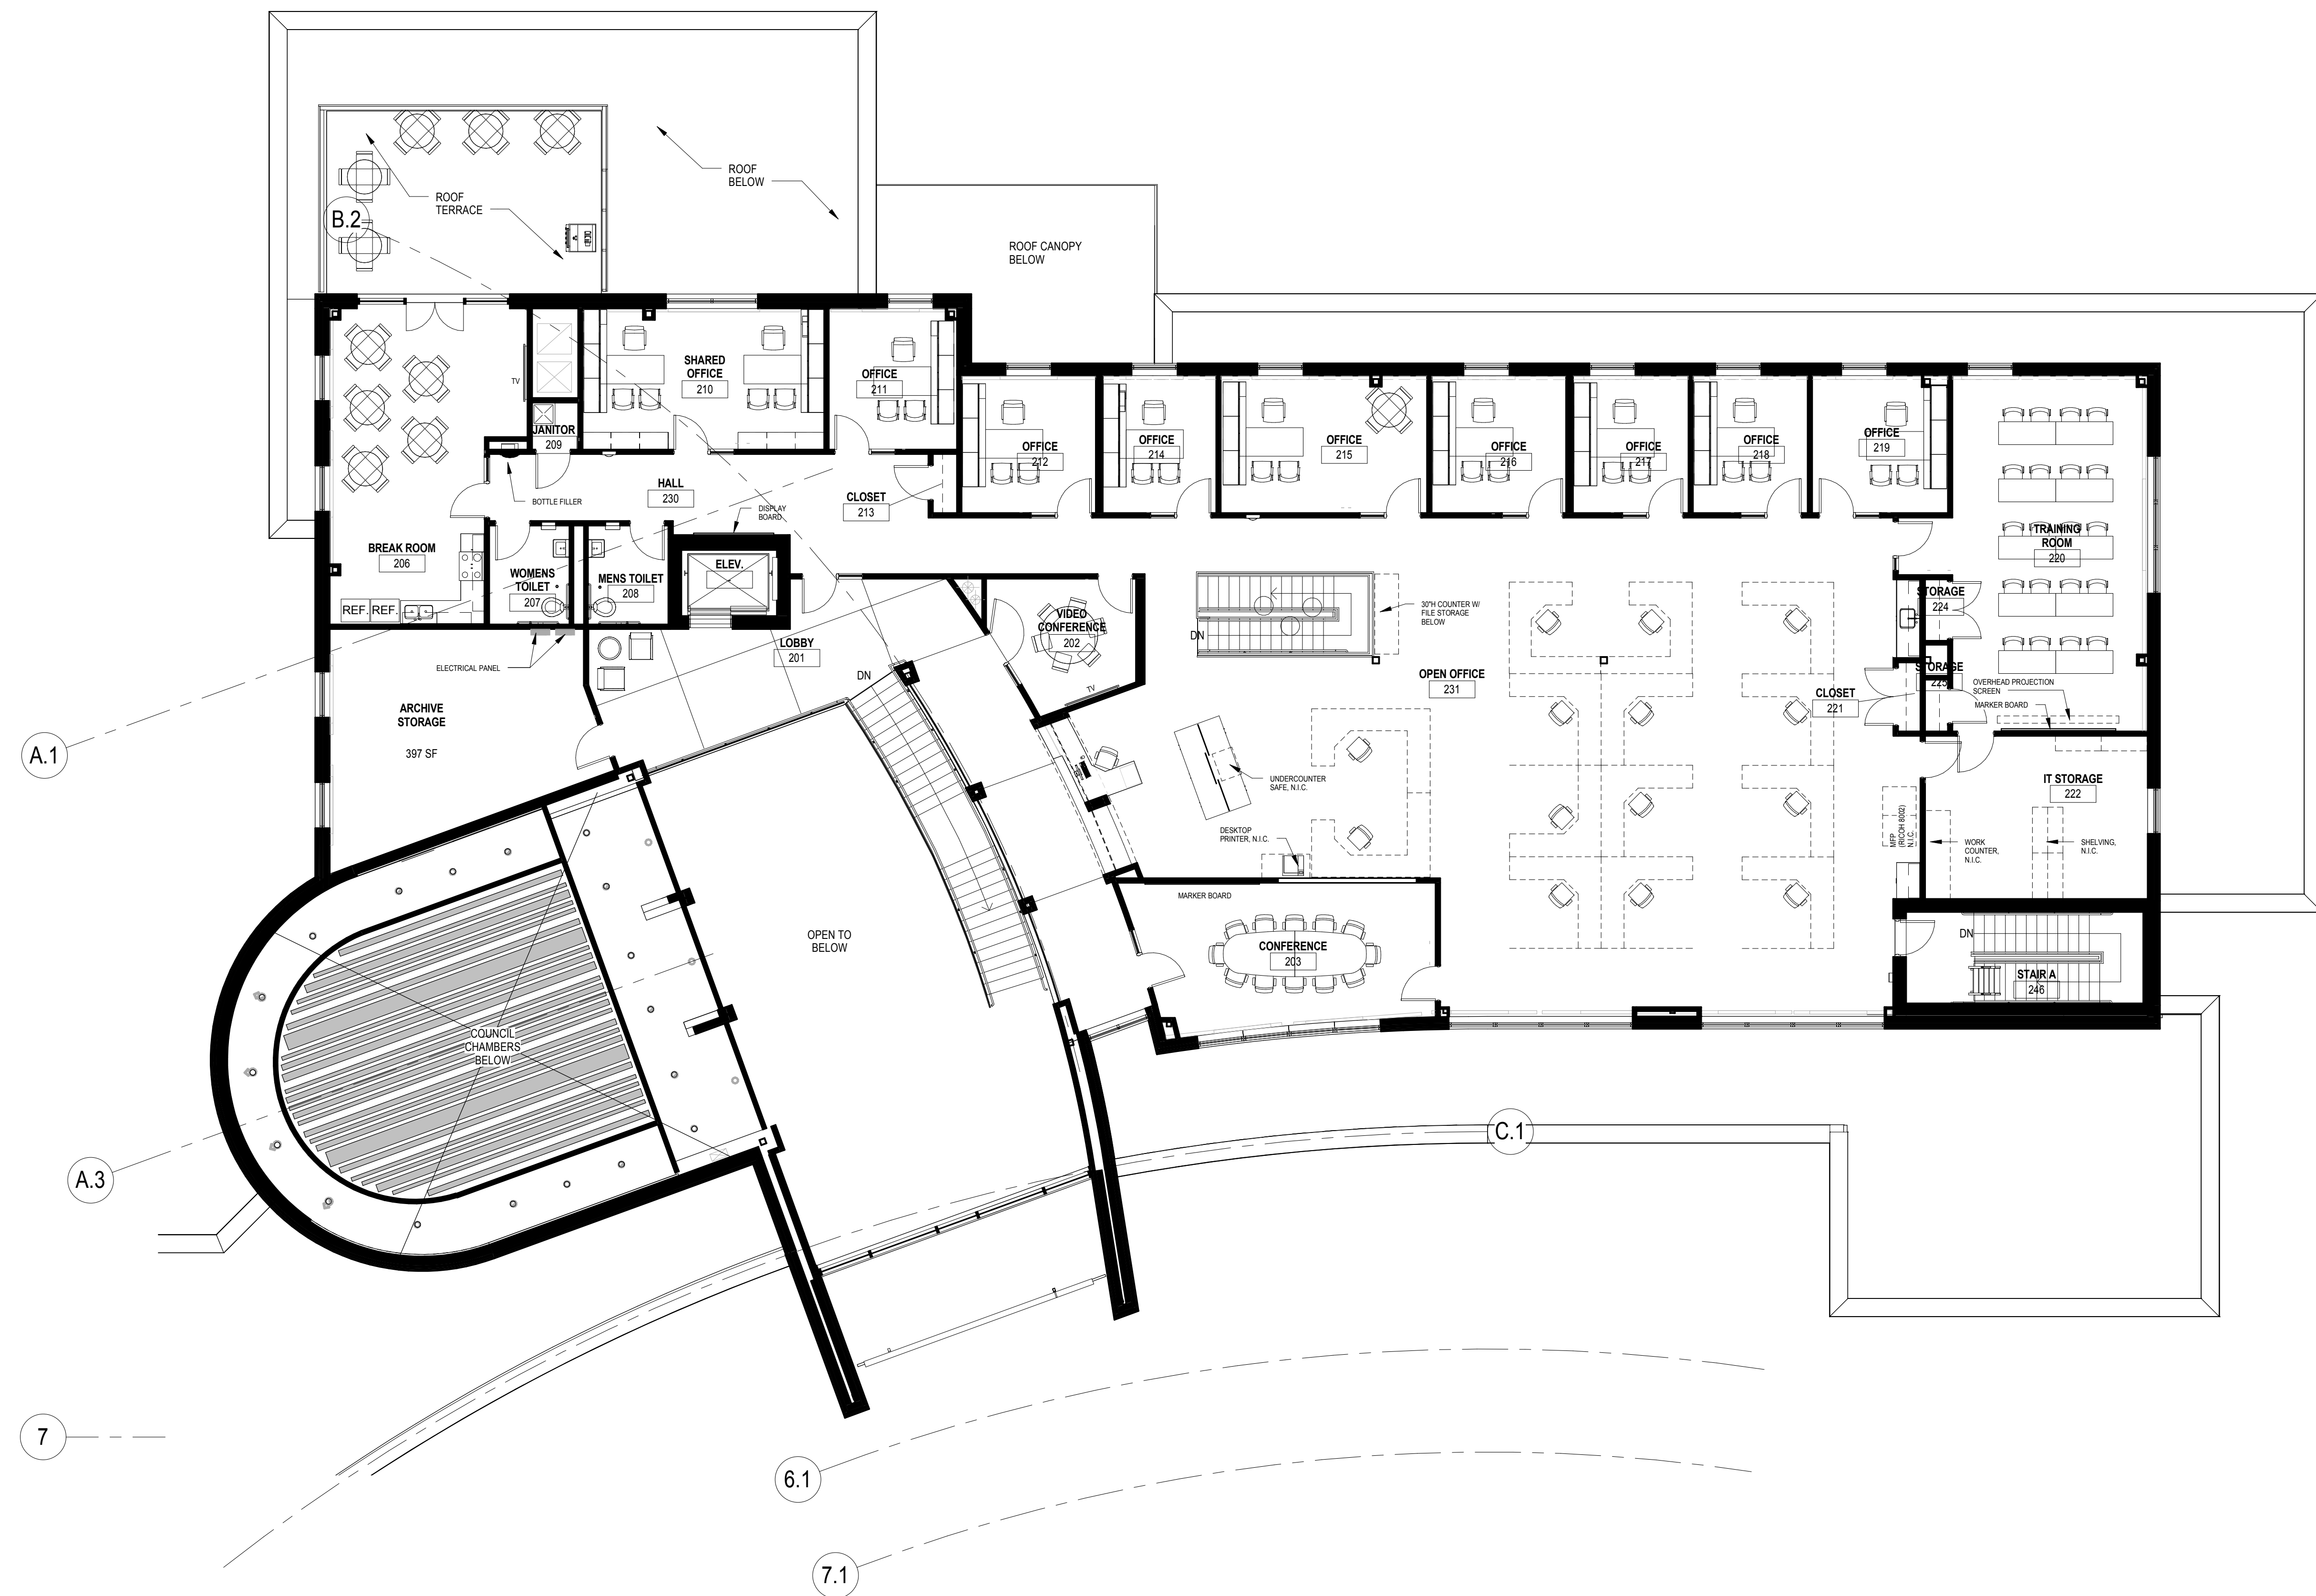 ROOF
BELOW
ROOF
TERRACE
B.2
ROOF CANOPY
BELOW
TV
SHARED
OFFICE
210
OFFICE
211
JANITOR
209
OFFICE
212
OFFICE
214
OFFICE
215
OFFICE
216
OFFICE
217
OFFICE
218
OFFICE
219
HALL
230
BOTTLE FILLER
CLOSET
213
DISPLAY
BOARD
TRAINING
ROOM
220
BREAK ROOM
206
WOMENS
TOILET
207
MENS TOILET
208
ELEV.
REF.
REF.
VIDEO
CONFERENCE
202
TV
DN
30"H COUNTER W/
FILE STORAGE
BELOW
STORAGE
224
ELECTRICAL PANEL
LOBBY
201
DN
OPEN OFFICE
231
STORAGE
223
CLOSET
221
OVERHEAD PROJECTION
SCREEN
MARKER BOARD
ARCHIVE
STORAGE
397 SF
A.1
UNDERCOUNTER
SAFE, N.I.C.
IT STORAGE
222
DESKTOP
PRINTER, N.I.C.
MFP
(RICOH 8002)
N.I.C.
WORK
COUNTER,
N.I.C.
SHELVING,
N.I.C.
MARKER BOARD
OPEN TO
BELOW
CONFERENCE
203
DN
STAIR A
246
COUNCIL
CHAMBERS
BELOW
C.1
A.3
7
6.1
7.1